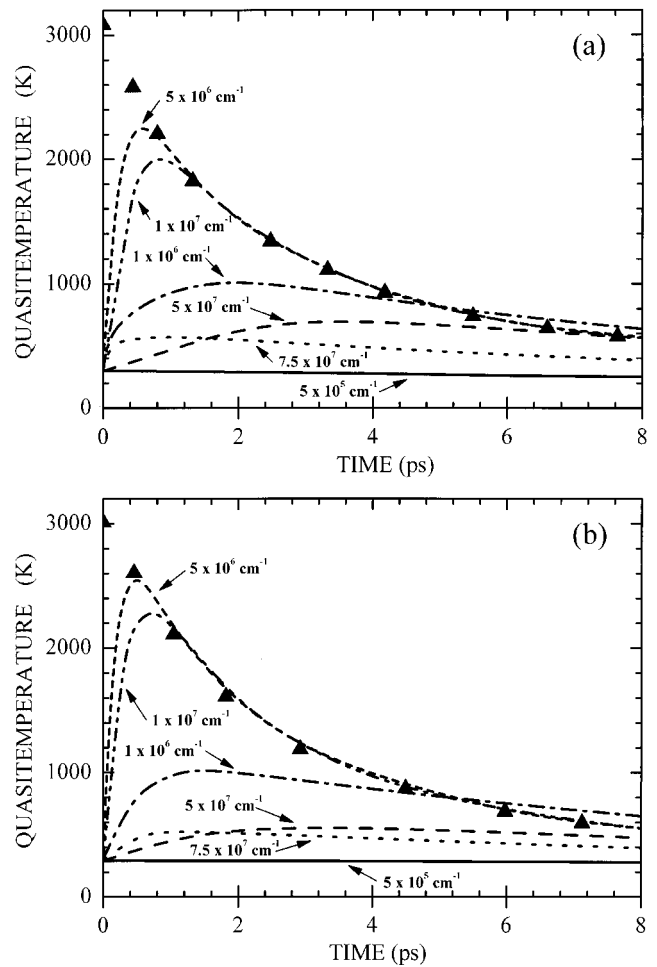 (a)
QUASITEMPERATURE (K)
3000
2000
1000
0
5 x 10⁶ cm⁻¹
1 x 10⁷ cm⁻¹
1 x 10⁶ cm⁻¹
5 x 10⁷ cm⁻¹
7.5 x 10⁷ cm⁻¹
5 x 10⁵ cm⁻¹
0 2 4 6 8
TIME (ps)
(b)
QUASITEMPERATURE (K)
3000
2000
1000
0
5 x 10⁶ cm⁻¹
1 x 10⁷ cm⁻¹
1 x 10⁶ cm⁻¹
5 x 10⁷ cm⁻¹
7.5 x 10⁷ cm⁻¹
5 x 10⁵ cm⁻¹
0 2 4 6 8
TIME (ps)